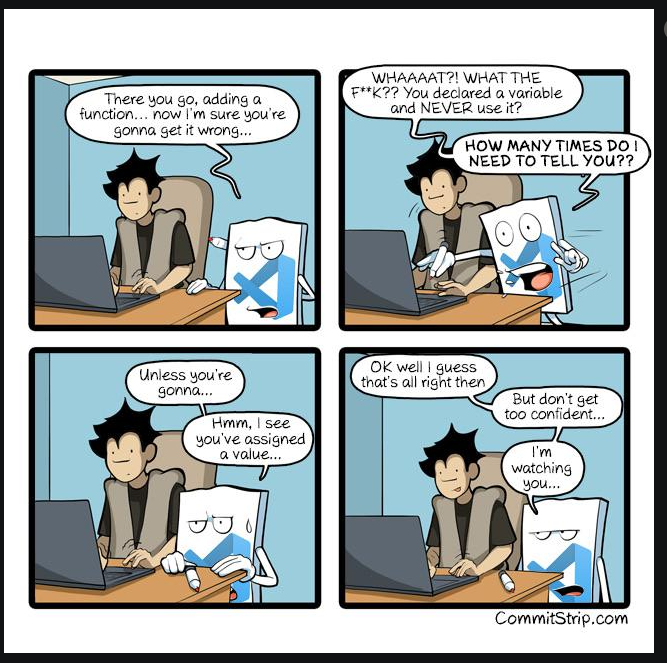 There you go, adding a
function... now I'm sure you're
gonna get it wrong...
WHAAAAT?! WHAT THE
F**K?? You declared a variable
and NEVER use it?
HOW MANY TIMES DO I
NEED TO TELL YOU??
Unless you're
gonna...
Hmm, I see
you've assigned
a value...
OK well I guess
that's all right then
But don't get
too confident...
I'm
watching
you...
CommitStrip.com